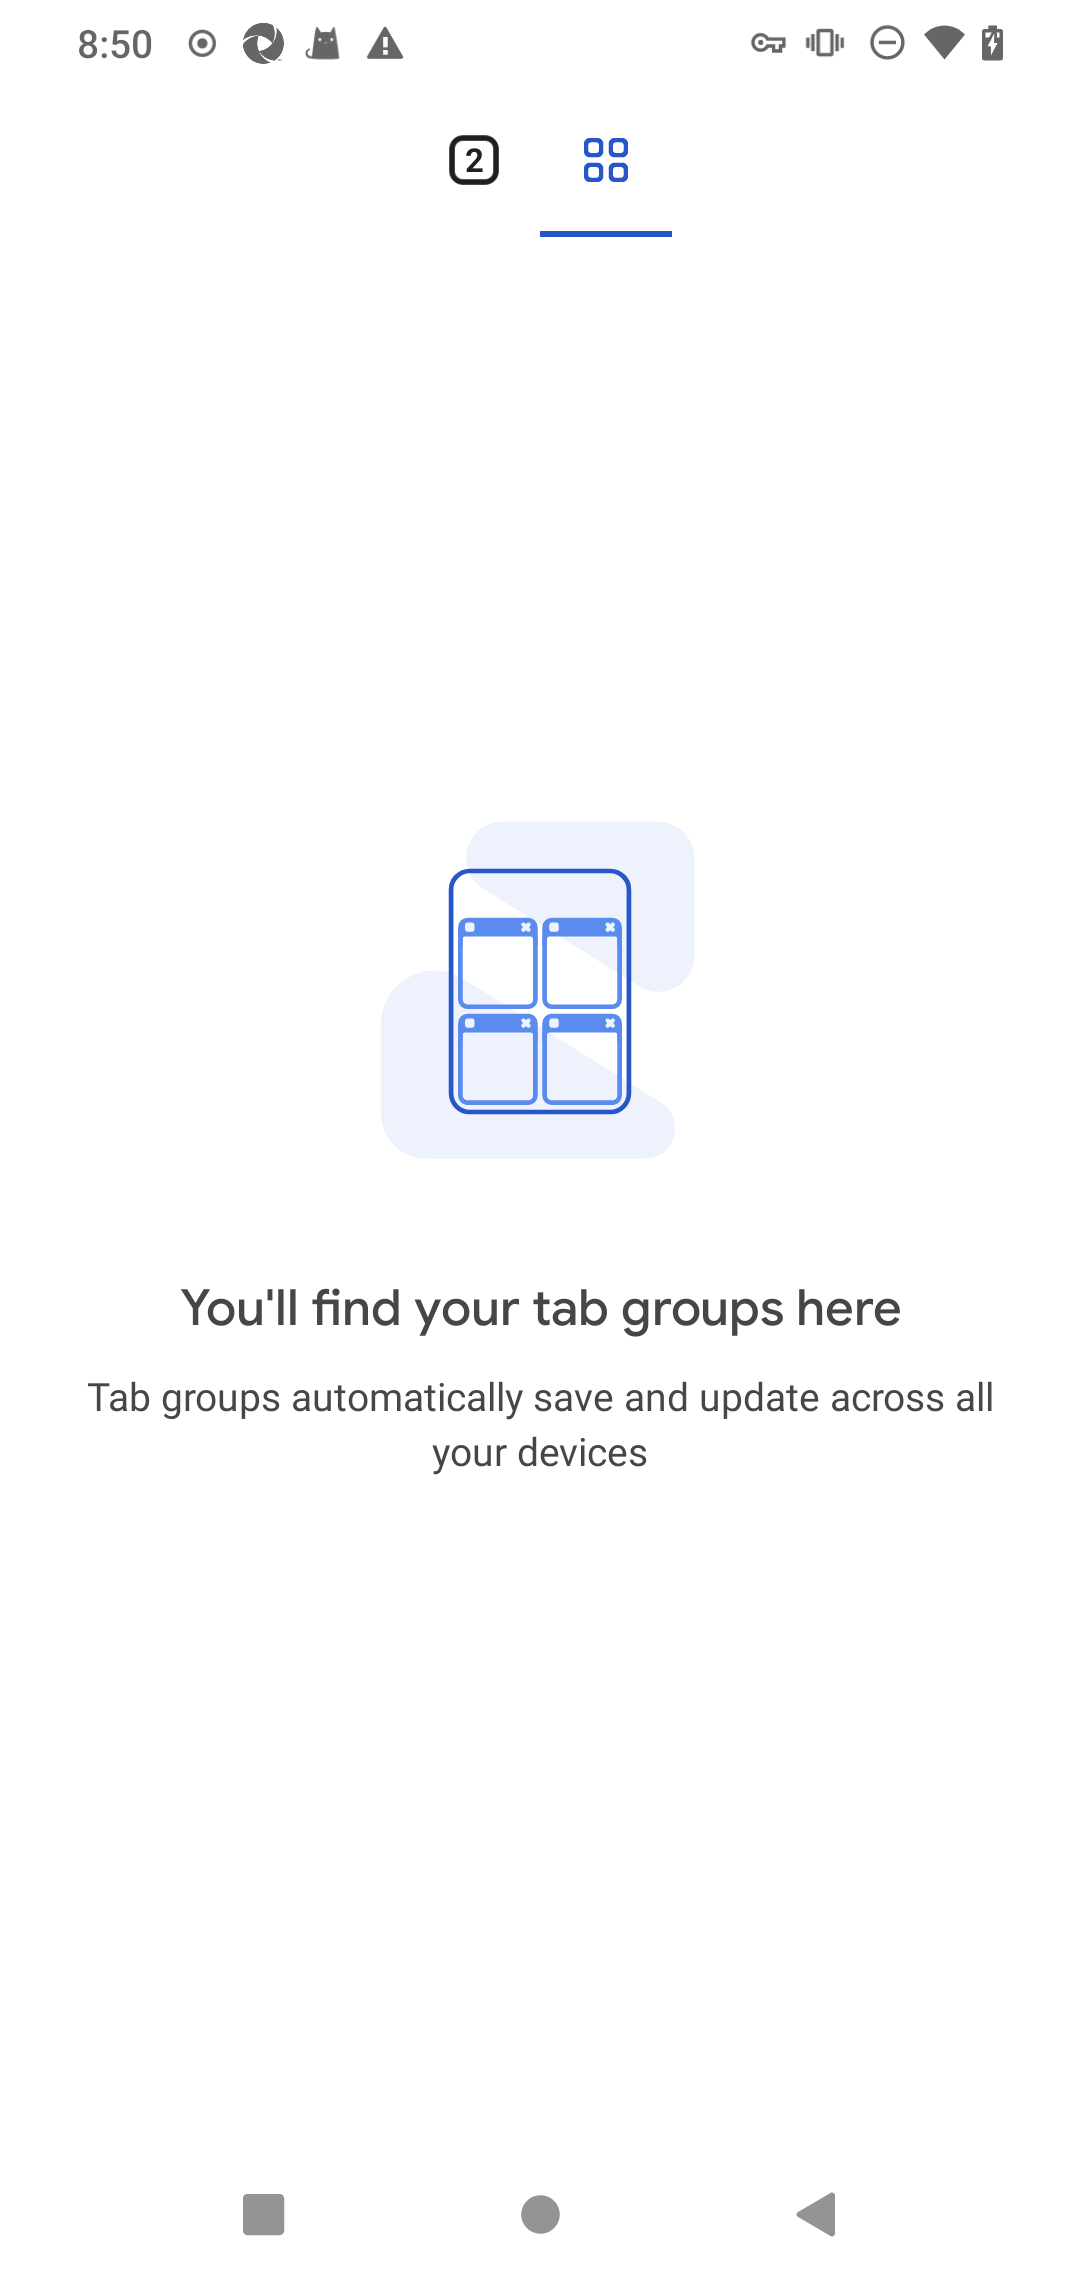 8:50
2
You'll find your tab groups here
Tab groups automatically save and update across all
your devices